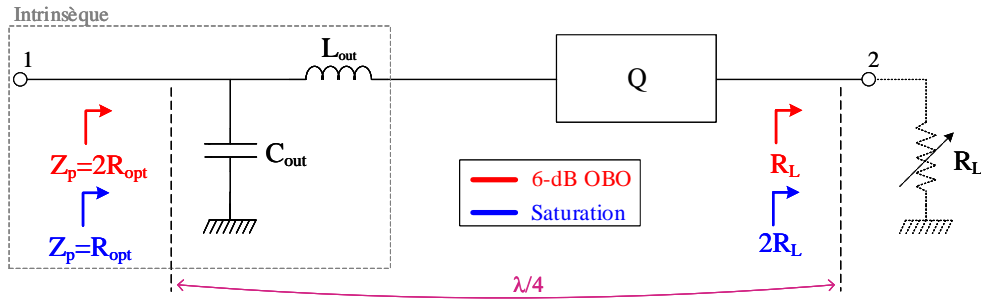 Intrinsèque
1
L_out
Q
2
Z_p=2R_opt
C_out
R_L
R_L
6-dB OBO
Saturation
Z_p=R_opt
2R_L
λ/4